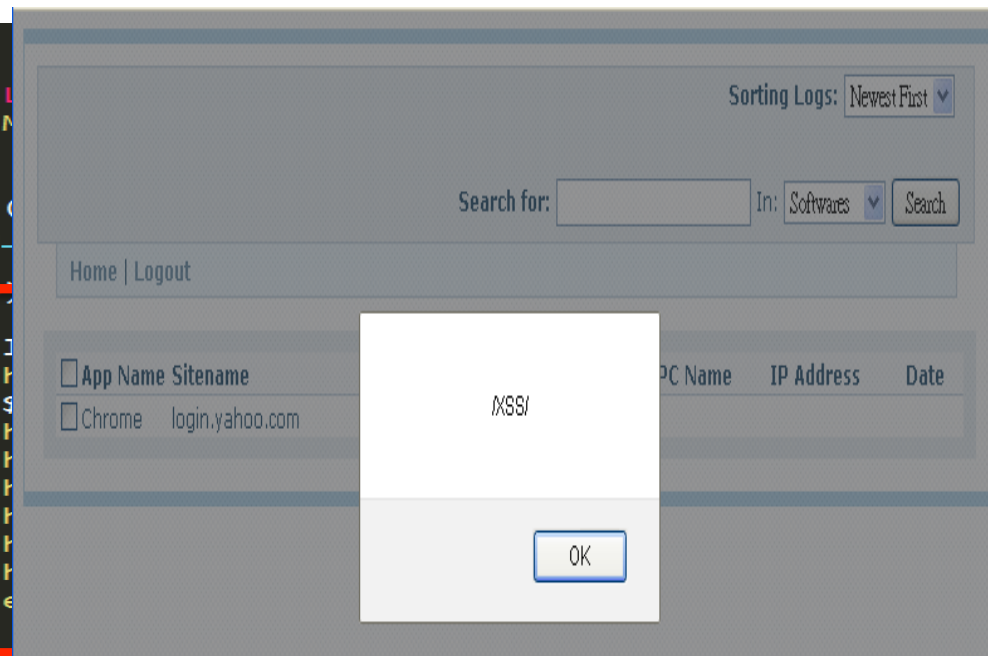 Sorting Logs: Newest First
Search for: In: Softwares Search
Home | Logout
App Name Sitename PC Name IP Address Date
Chrome login.yahoo.com
/XSS/
OK